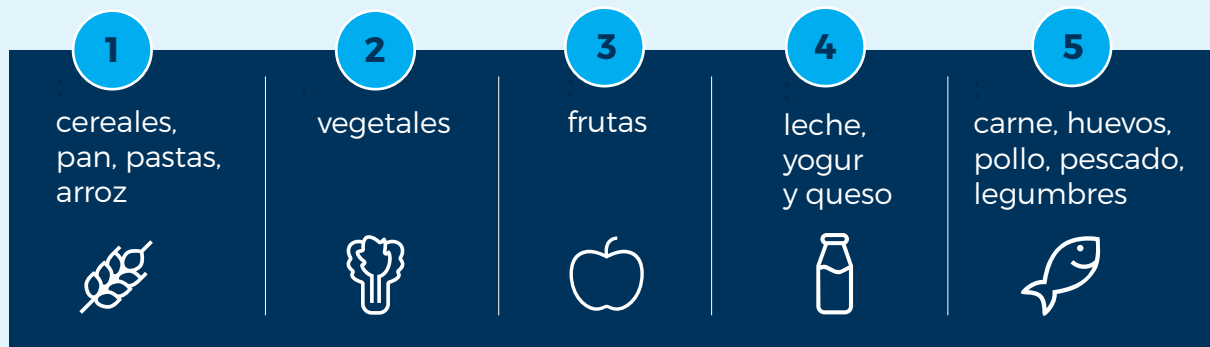 1
cereales,
pan, pastas,
arroz
2
vegetales
3
frutas
4
leche,
yogur
y queso
5
carne, huevos,
pollo, pescado,
legumbres